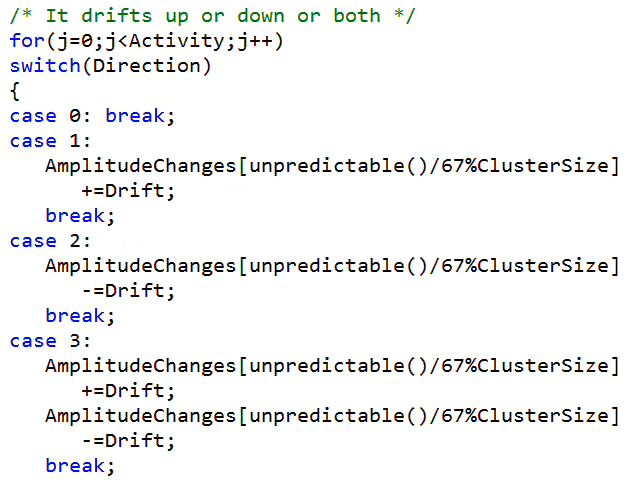 /* It drifts up or down or both */
for(j=0;j<Activity;j++)
switch(Direction)
{
case 0: break;
case 1:
   AmplitudeChanges[unpredictable()/67%ClusterSize]
      +=Drift;
   break;
case 2:
   AmplitudeChanges[unpredictable()/67%ClusterSize]
      -=Drift;
   break;
case 3:
   AmplitudeChanges[unpredictable()/67%ClusterSize]
      +=Drift;
   AmplitudeChanges[unpredictable()/67%ClusterSize]
      -=Drift;
   break;